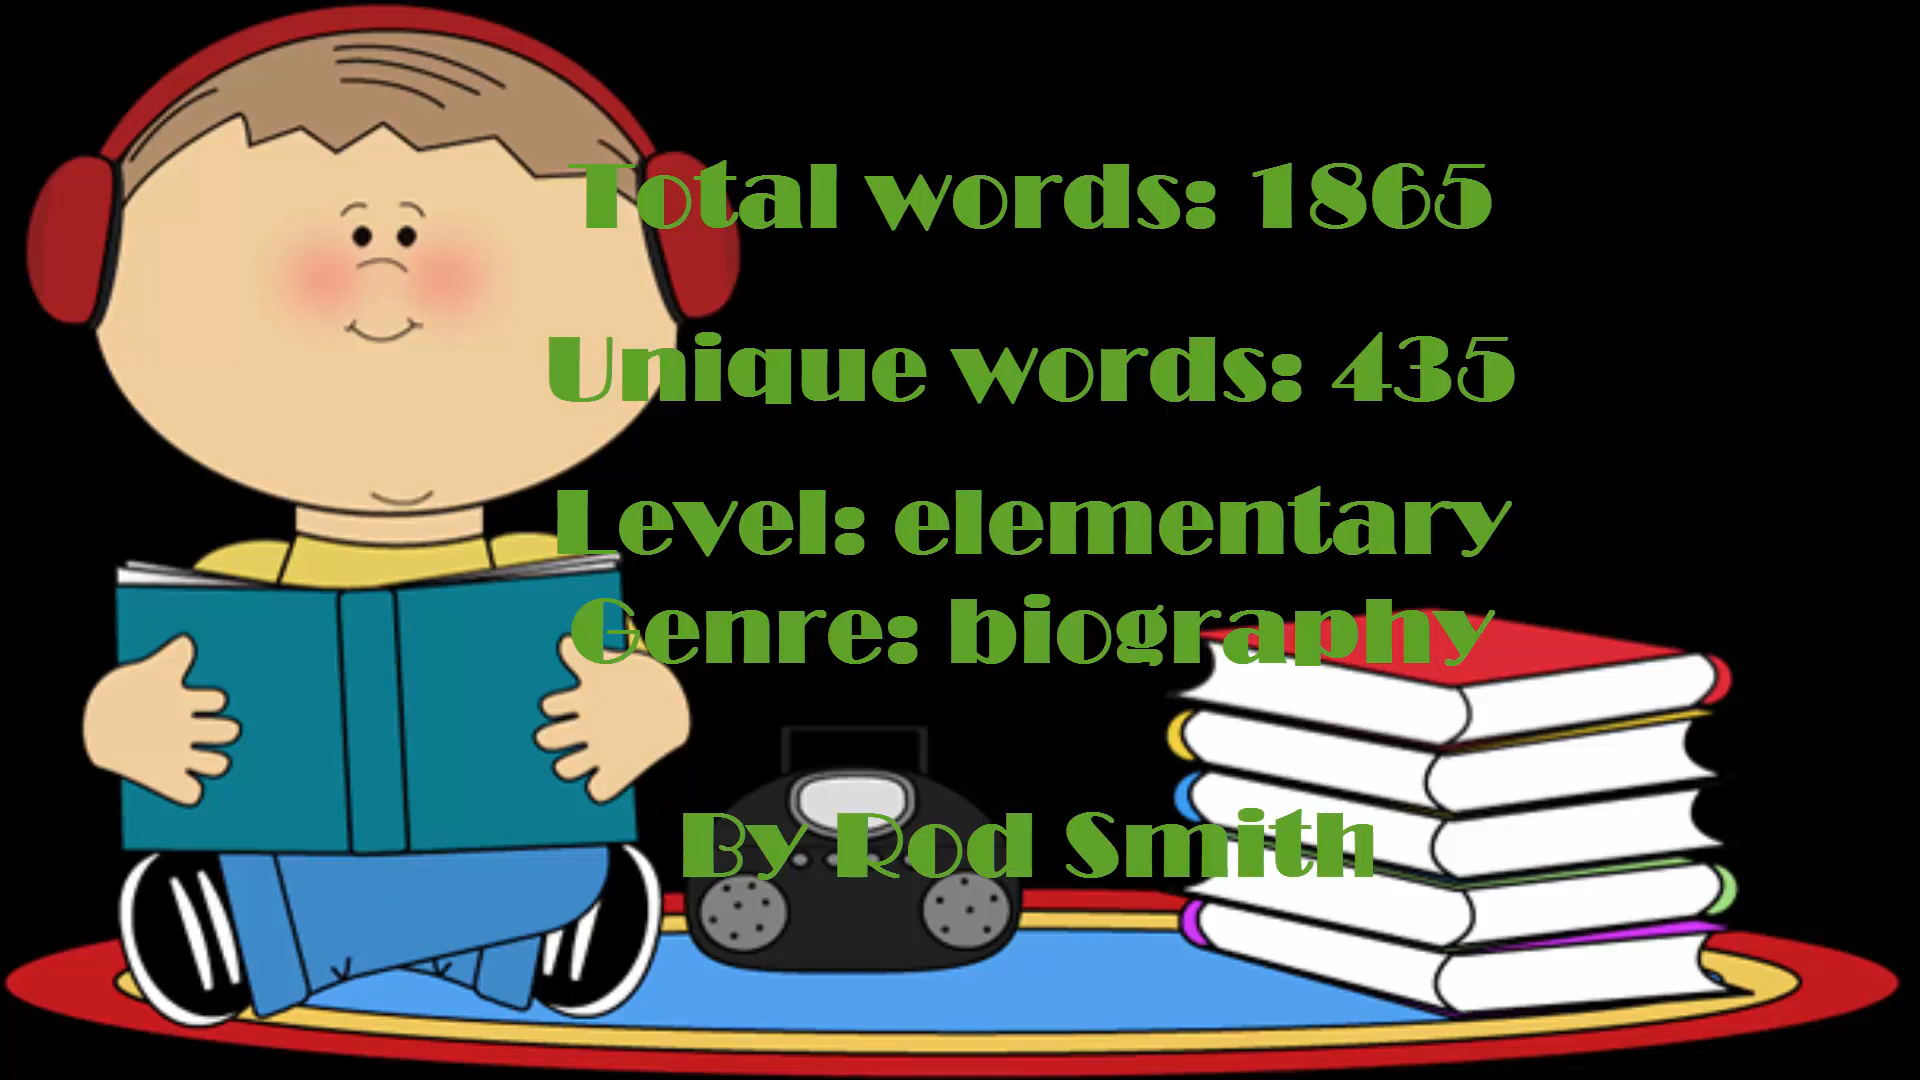 Total words: 1865
Unique words: 435
Level: elementary
Genre: biography
By Rod Smith